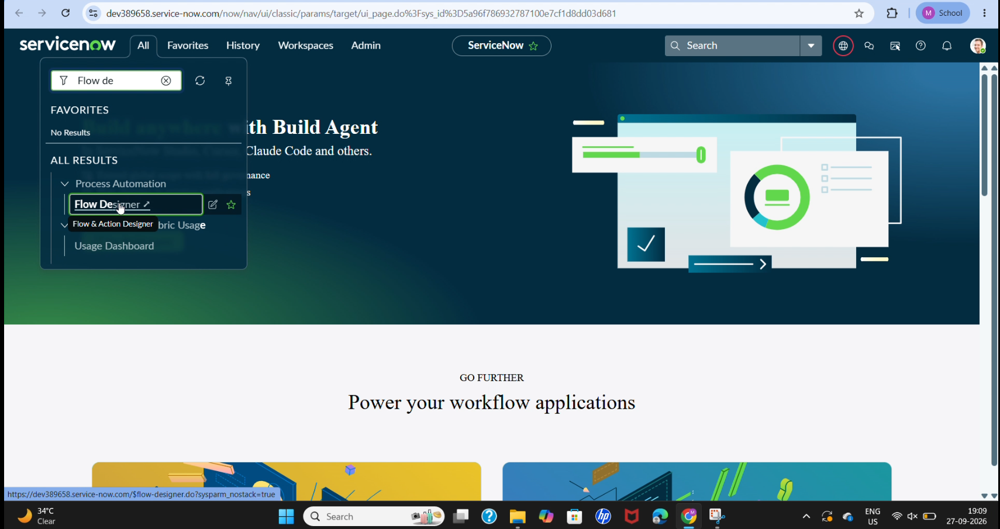 dev389658.service-now.com/now/nav/ui/classic/params/target/ui_page.do%3Fsys_id%3D5a96f786932787100e7cf1d8dd03d681
M School
servicenow All Favorites History Workspaces Admin ServiceNow Search
Flow de
FAVORITES
No Results
ith Build Agent
Claude Code and others.
ALL RESULTS
nance
Process Automation
s
Flow Designer
Flow & Action Designer
bric Usage
Usage Dashboard
GO FURTHER
Power your workflow applications
https://dev389658.service-now.com/$flow-designer.do?sysparm_nostack=true
34°C
Clear
Search
hp
ENG
US
19:09
27-09-2026